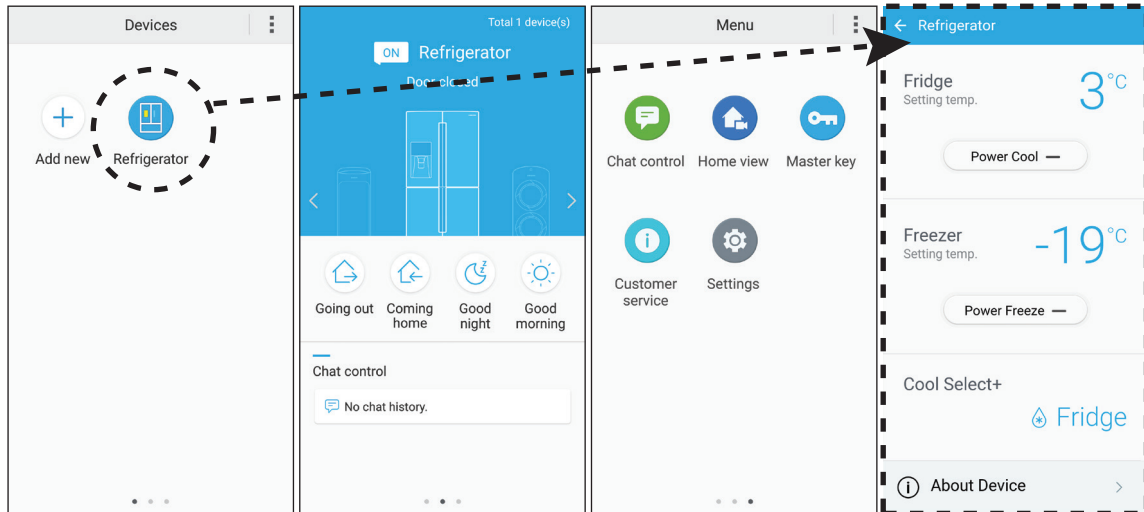 Devices
Add new
Refrigerator
Total 1 device(s)
ON Refrigerator
Door closed
Going out
Coming
home
Good
night
Good
morning
Chat control
No chat history.
Menu
Chat control
Home view
Master key
Customer
service
Settings
Refrigerator
Fridge
Setting temp.
3°C
Power Cool
Freezer
Setting temp.
-19°C
Power Freeze
Cool Select+
Fridge
About Device